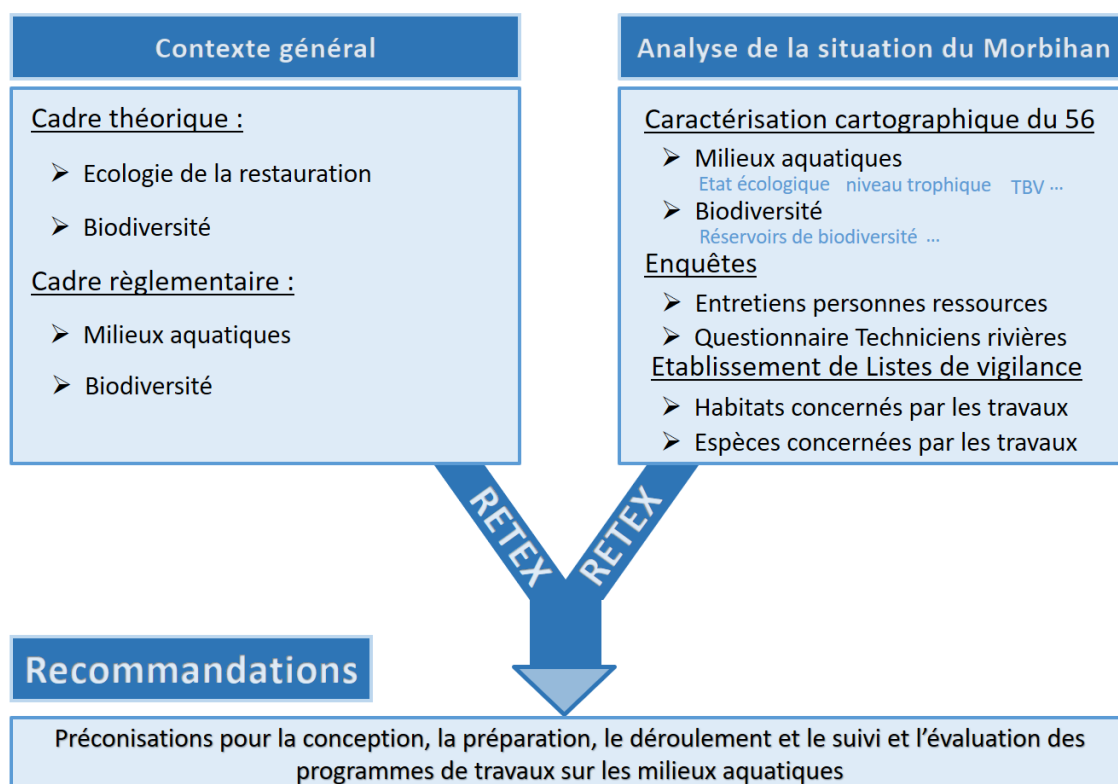 Contexte général
Cadre théorique :
➤ Ecologie de la restauration
➤ Biodiversité
Cadre règlementaire :
➤ Milieux aquatiques
➤ Biodiversité
Analyse de la situation du Morbihan
Caractérisation cartographique du 56
➤ Milieux aquatiques
Etat écologique niveau trophique TBV ...
➤ Biodiversité
Réservoirs de biodiversité ...
Enquêtes
➤ Entretiens personnes ressources
➤ Questionnaire Techniciens rivières
Etablissement de Listes de vigilance
➤ Habitats concernés par les travaux
➤ Espèces concernées par les travaux
RETEX
RETEX
Recommandations
Préconisations pour la conception, la préparation, le déroulement et le suivi et l’évaluation des
programmes de travaux sur les milieux aquatiques